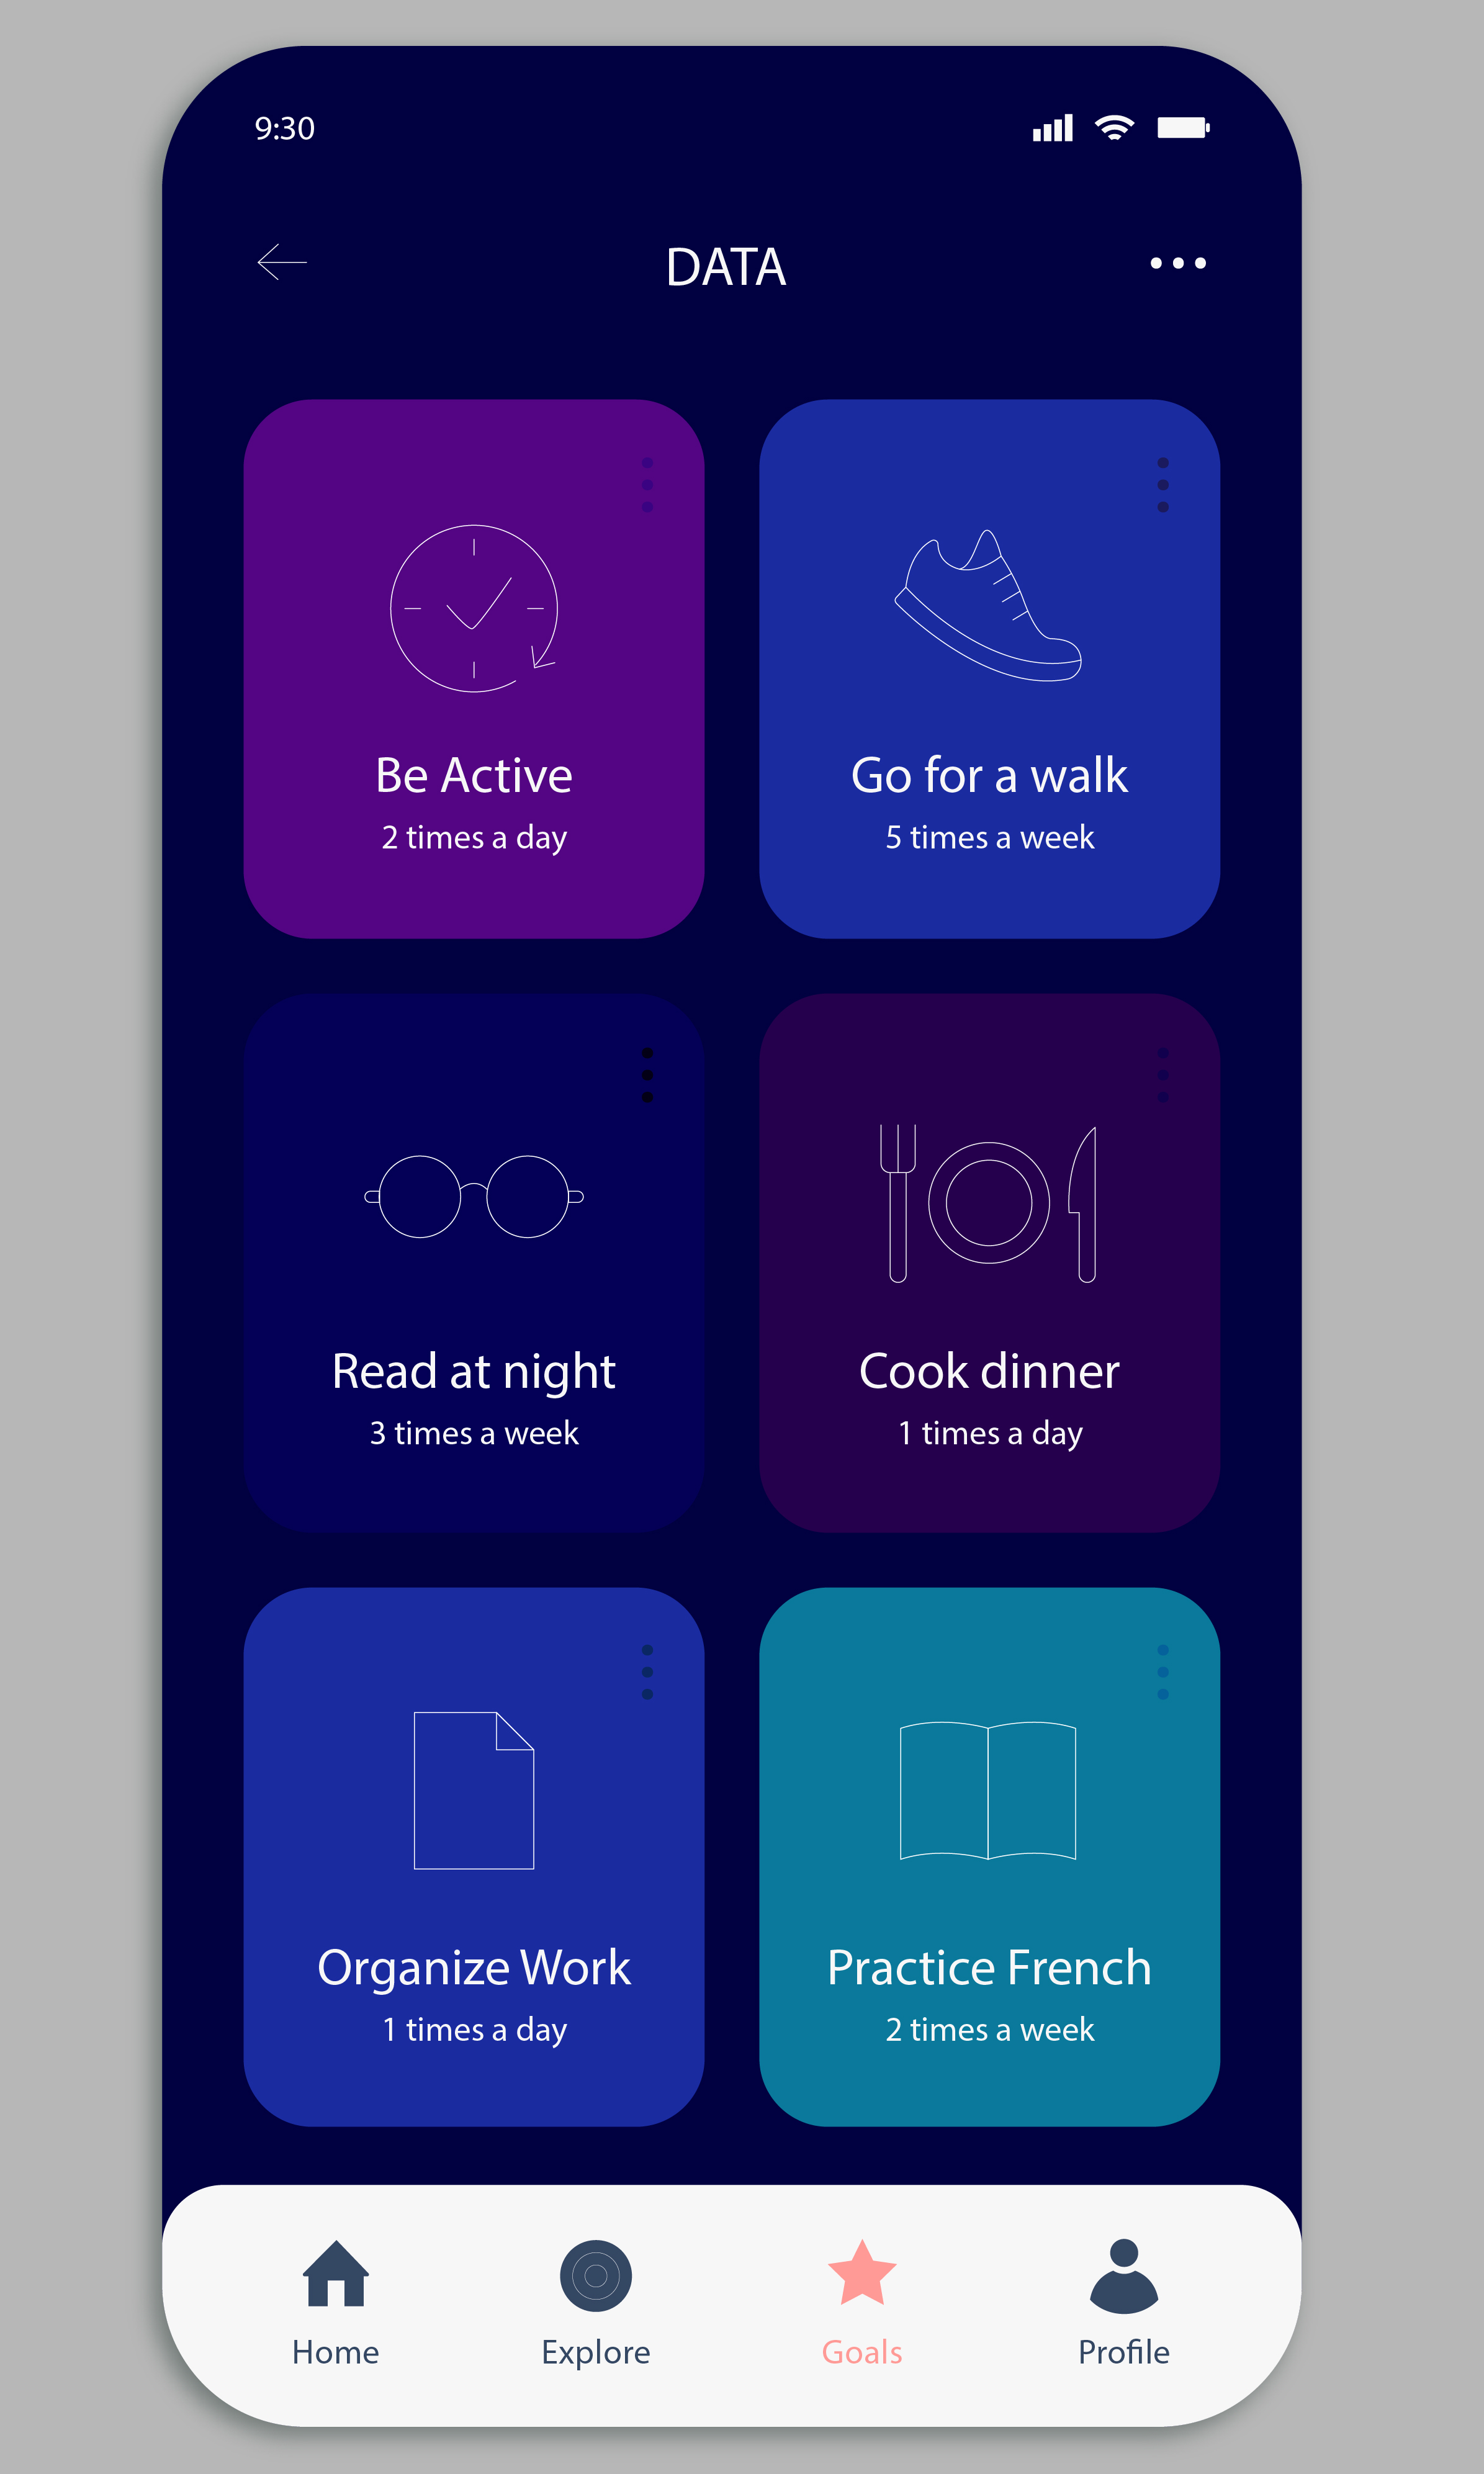 9:30
DATA
Be Active
2 times a day
Go for a walk
5 times a week
Read at night
3 times a week
Cook dinner
1 times a day
Organize Work
1 times a day
Practice French
2 times a week
Home
Explore
Goals
Profile